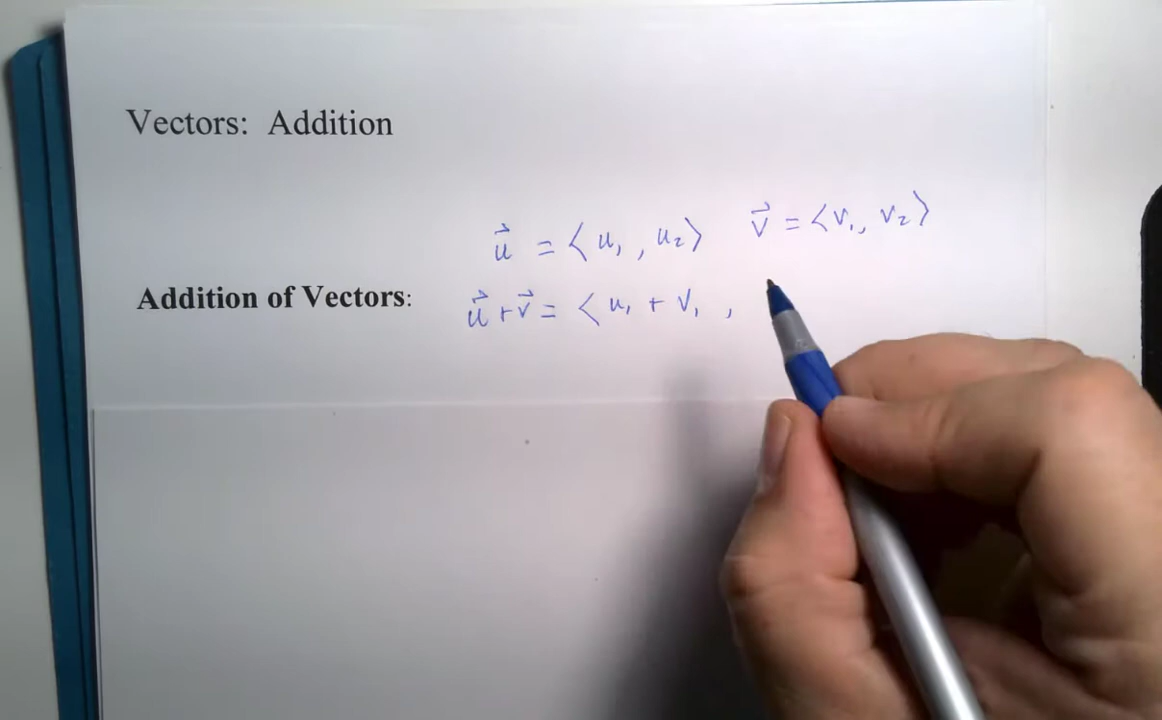 Vectors: Addition
u⃗ = ⟨u₁, u₂⟩ v⃗ = ⟨v₁, v₂⟩
Addition of Vectors: u⃗ + v⃗ = ⟨u₁ + v₁ ,